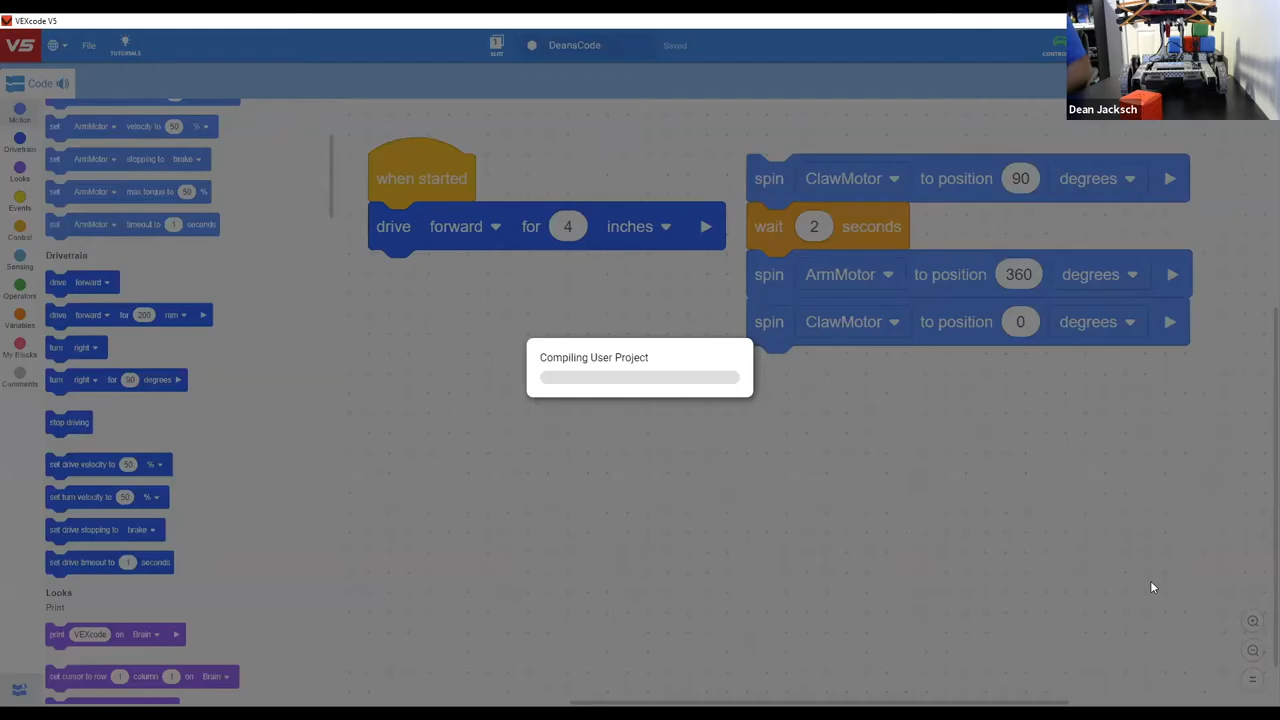 VEXcode V5
V5
File
TUTORIALS
1
SLOT
DeansCode
Saved
CONTRO
Dean Jacksch
Code
Motion
Drivetrain
Looks
Events
Control
Sensing
Operators
Variables
My Blocks
Comments
set ArmMotor velocity to 50 %
set ArmMotor stopping to brake
set ArmMotor max torque to 50 %
set ArmMotor timeout to 1 seconds
Drivetrain
drive forward
drive forward for 200 mm
turn right
turn right for 90 degrees
stop driving
set drive velocity to 50 %
set turn velocity to 50 %
set drive stopping to brake
set drive timeout to 1 seconds
Looks
Print
print VEXcode on Brain
set cursor to row 1 column 1 on Brain
when started
drive forward for 4 inches
spin ClawMotor to position 90 degrees
wait 2 seconds
spin ArmMotor to position 360 degrees
spin ClawMotor to position 0 degrees
Compiling User Project